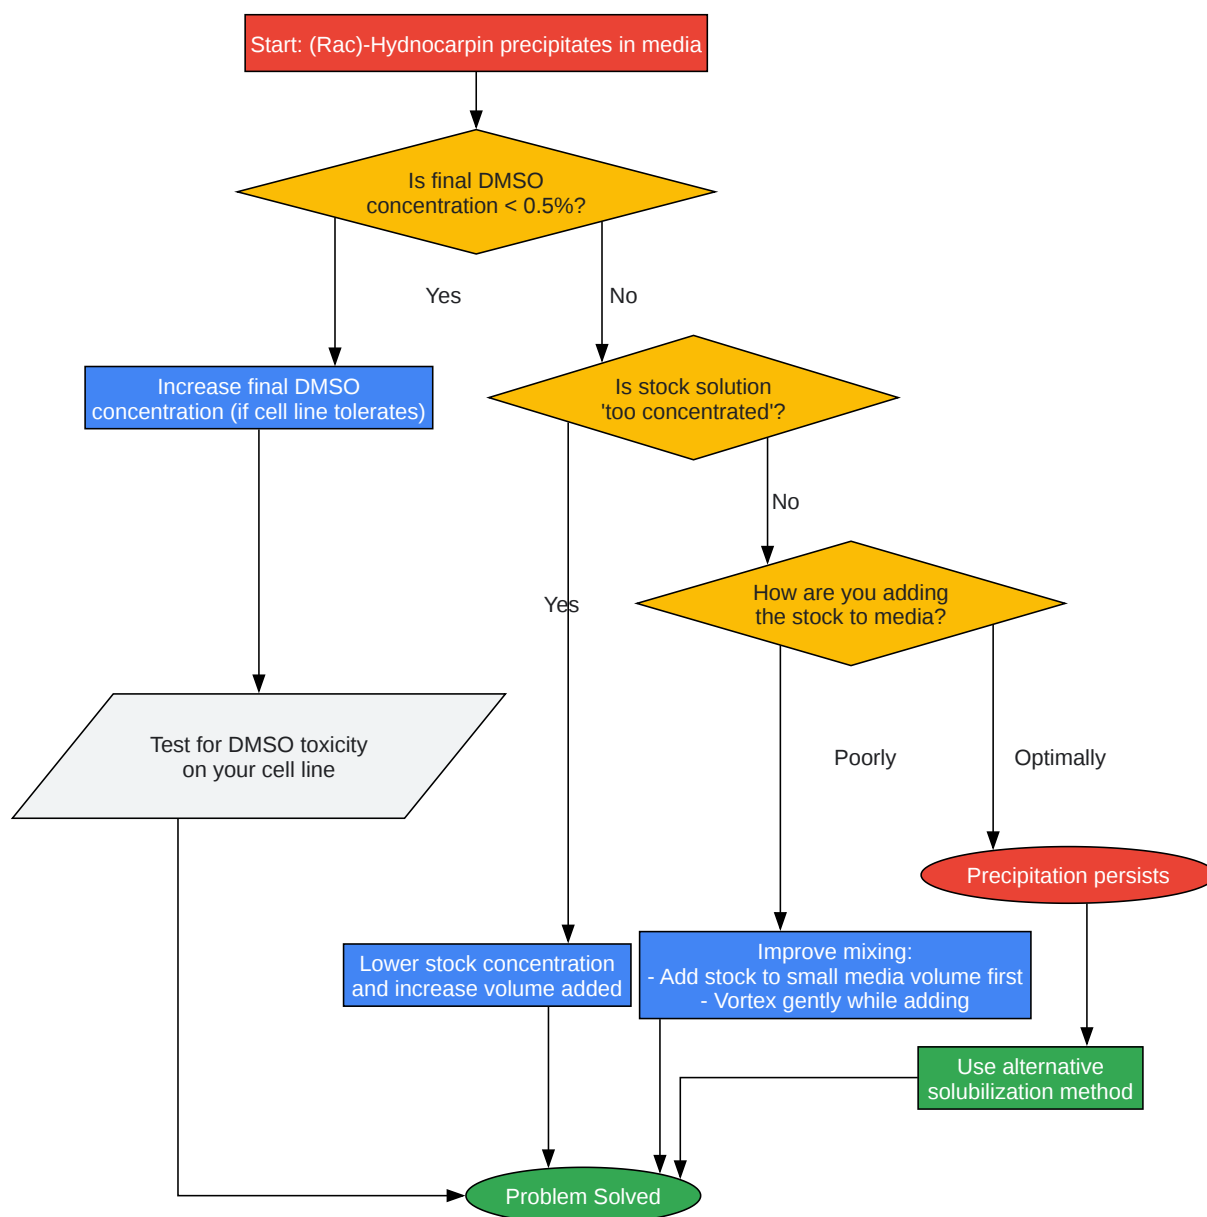 Start: (Rac)-Hydnocarpin precipitates in media
Is final DMSO
concentration < 0.5%?
Yes
No
Increase final DMSO
concentration (if cell line tolerates)
Is stock solution
'too concentrated'?
No
Yes
How are you adding
the stock to media?
Test for DMSO toxicity
on your cell line
Poorly
Optimally
Precipitation persists
Lower stock concentration
and increase volume added
Improve mixing:
- Add stock to small media volume first
- Vortex gently while adding
Use alternative
solubilization method
Problem Solved